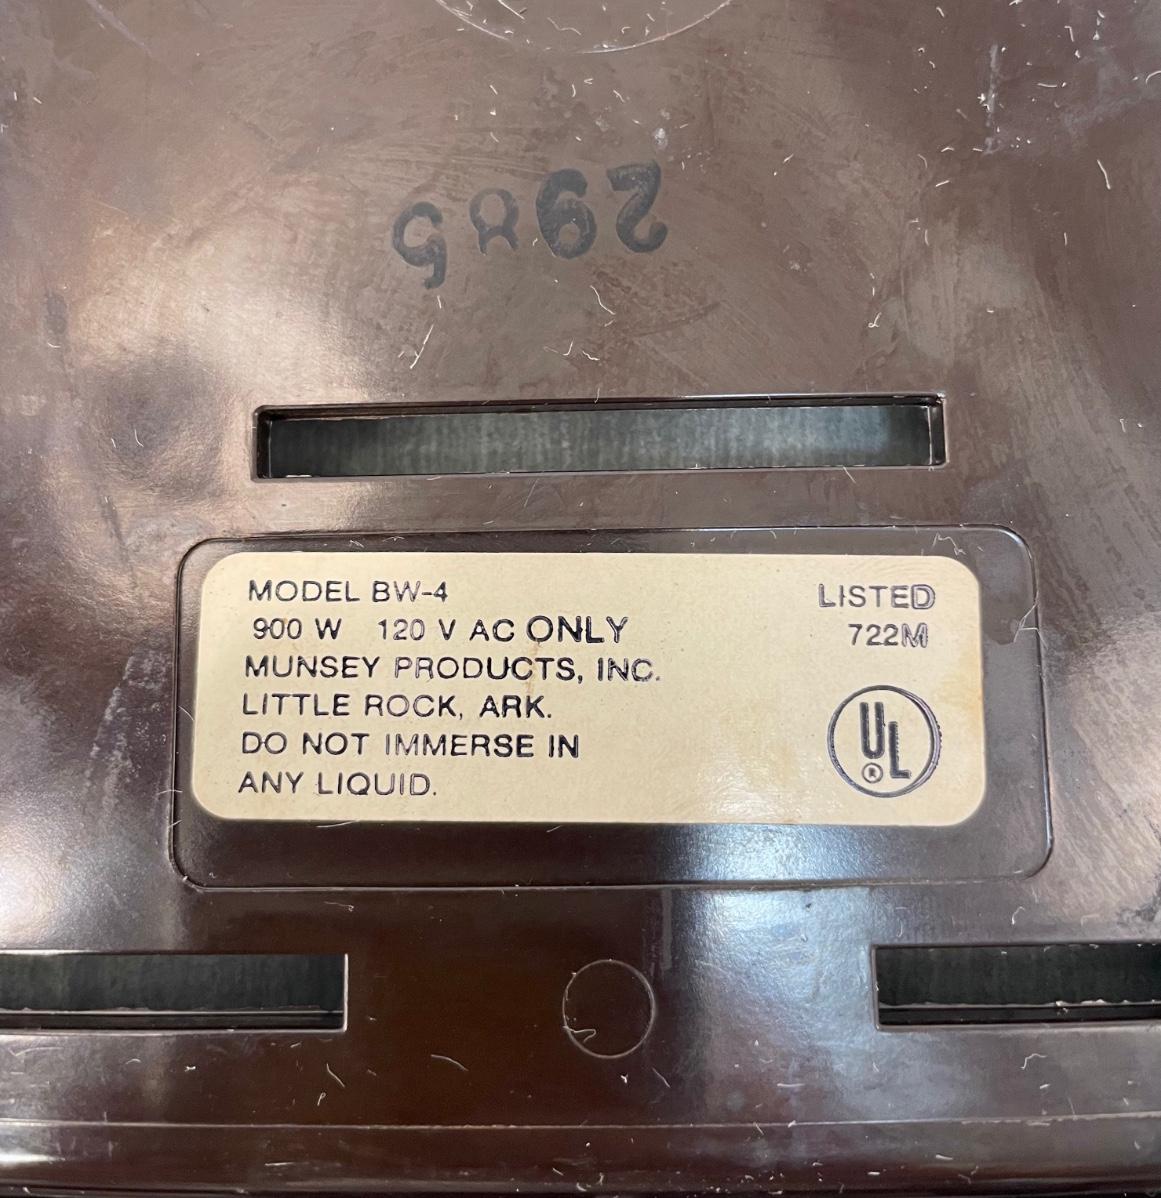 2985
MODEL BW-4 LISTED
900 W 120 V AC ONLY 722M
MUNSEY PRODUCTS, INC.
LITTLE ROCK, ARK.
DO NOT IMMERSE IN
ANY LIQUID.
UL ®